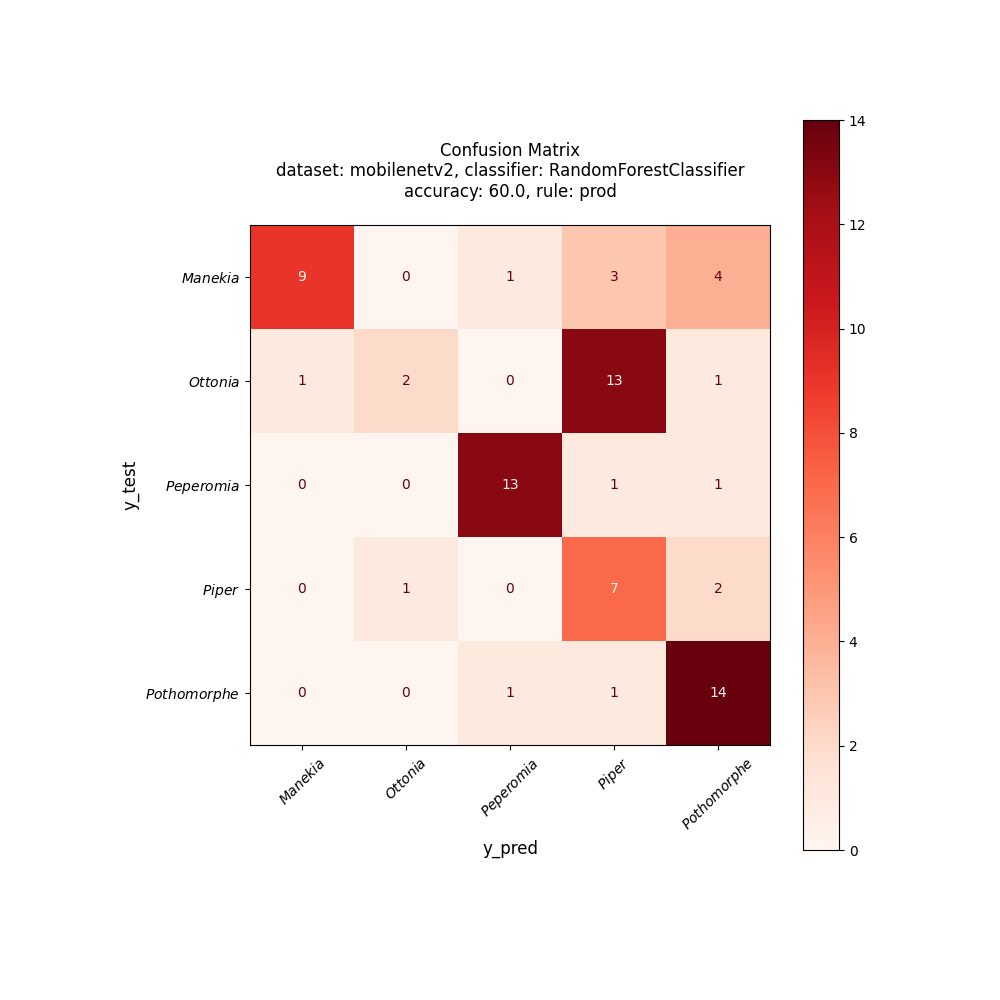 Confusion Matrix
dataset: mobilenetv2, classifier: RandomForestClassifier
accuracy: 60.0, rule: prod
y_test
Manekia 9 0 1 3 4
Ottonia 1 2 0 13 1
Peperomia 0 0 13 1 1
Piper 0 1 0 7 2
Pothomorphe 0 0 1 1 14
Manekia Ottonia Peperomia Piper Pothomorphe
y_pred
14
12
10
8
6
4
2
0